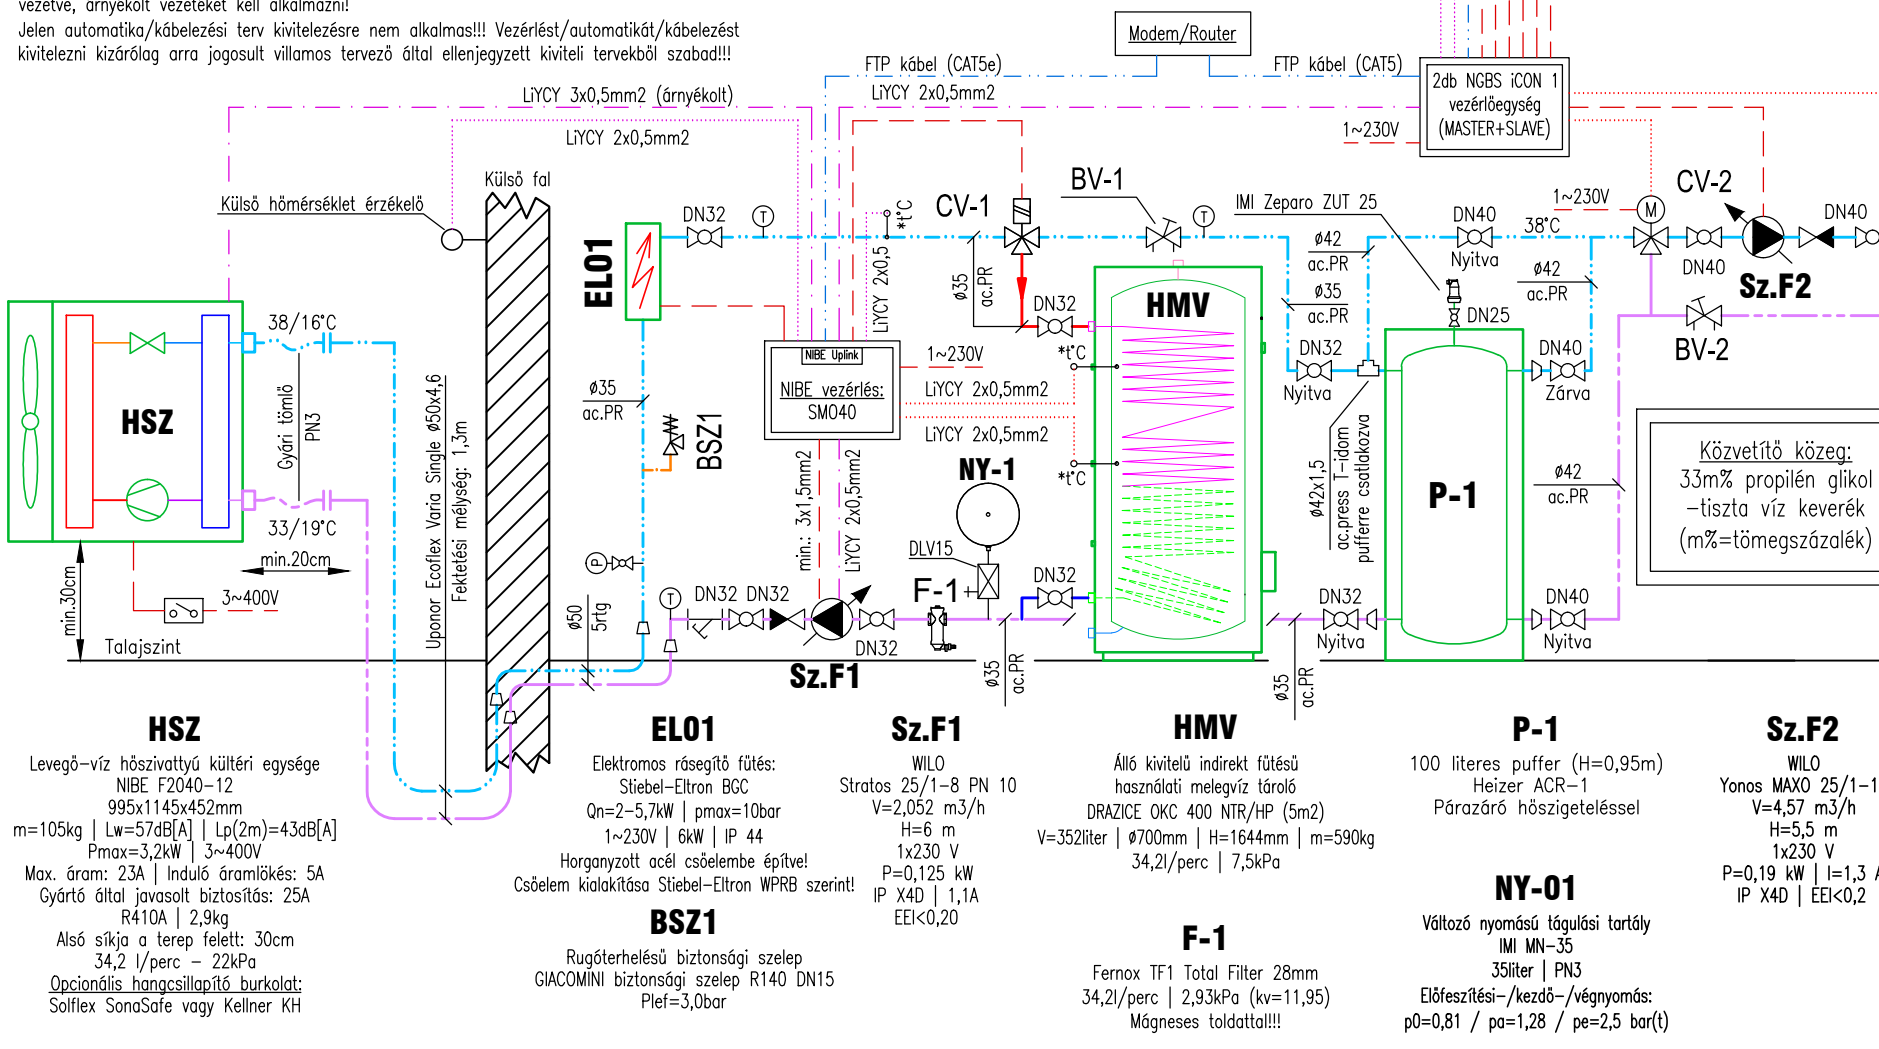 vezetve, árnyékolt vezetéket kell alkalmazni!
Jelen automatika/kábelezési terv kivitelezésre nem alkalmas!!! Vezérlést/automatikát/kábelezést
kivitelezni kizárólag arra jogosult villamos tervező által ellenjegyzett kiviteli tervekből szabad!!!
Modem/Router
FTP kábel (CAT5e)
FTP kábel (CAT5)
2db NGBS iCON 1
vezérlőegység
(MASTER+SLAVE)
LiYCY 3x0,5mm2 (árnyékolt)
LiYCY 2x0,5mm2
LiYCY 2x0,5mm2
1~230V
Külső fal
Külső hőmérséklet érzékelő
DN32
T
*t°C
CV-1
BV-1
T
IMI Zeparo ZUT 25
DN40
38°C
Nyitva
1~230V
M
CV-2
DN40
DN40
Sz.F2
EL01
LiYCY 2x0,5
ø35
ac.PR
DN32
HMV
ø42
ac.PR
ø35
ac.PR
ø42
ac.PR
DN25
BV-2
38/16°C
Gyári tömlő
PN3
HSZ
33/19°C
min.20cm
min.30cm
3~400V
Talajszint
Uponor Ecoflex Varia Single ø50x4,6
Fektetési mélység: 1,3m
ø35
ac.PR
BSZ1
NIBE Uplink
NIBE vezérlés:
SMO40
1~230V
LiYCY 2x0,5mm2
LiYCY 2x0,5mm2
*t°C
*t°C
min.: 3x1,5mm2
LiYCY 2x0,5mm2
NY-1
DLV15
F-1
DN32
DN32
Nyitva
DN40
Zárva
ø42x1,5
ac.press T-idom
pufferre csatlakozva
P-1
ø42
ac.PR
Közvetítő közeg:
33m% propilén glikol
-tiszta víz keverék
(m%=tömegszázalék)
P
ø50
5rtg
T
DN32
DN32
DN32
Sz.F1
ø35
ac.PR
ø35
ac.PR
DN32
Nyitva
DN40
Nyitva
HSZ
Levegő-víz hőszivattyú kültéri egysége
NIBE F2040-12
995x1145x452mm
m=105kg | Lw=57dB[A] | Lp(2m)=43dB[A]
Pmax=3,2kW | 3~400V
Max. áram: 23A | Induló áramlökés: 5A
Gyártó által javasolt biztosítás: 25A
R410A | 2,9kg
Alsó síkja a terep felett: 30cm
34,2 l/perc - 22kPa
Opcionális hangcsillapító burkolat:
Solflex SonaSafe vagy Kellner KH
EL01
Elektromos rásegítő fűtés:
Stiebel-Eltron BGC
Qn=2-5,7kW | pmax=10bar
1~230V | 6kW | IP 44
Horganyzott acél csőelembe építve!
Csőelem kialakítása Stiebel-Eltron WPRB szerint!
BSZ1
Rugóterhelésű biztonsági szelep
GIACOMINI biztonsági szelep R140 DN15
Plef=3,0bar
Sz.F1
WILO
Stratos 25/1-8 PN 10
V=2,052 m3/h
H=6 m
1x230 V
P=0,125 kW
IP X4D | 1,1A
EEI<0,20
HMV
Álló kivitelű indirekt fűtésű
használati melegvíz tároló
DRAZICE OKC 400 NTR/HP (5m2)
V=352liter | ø700mm | H=1644mm | m=590kg
34,2l/perc | 7,5kPa
F-1
Fernox TF1 Total Filter 28mm
34,2l/perc | 2,93kPa (kv=11,95)
Mágneses toldattal!!!
P-1
100 literes puffer (H=0,95m)
Heizer ACR-1
Párazáró hőszigeteléssel
NY-01
Változó nyomású tágulási tartály
IMI MN-35
35liter | PN3
Előfeszítési-/kezdő-/végnyomás:
p0=0,81 / pa=1,28 / pe=2,5 bar(t)
Sz.F2
WILO
Yonos MAXO 25/1-1
V=4,57 m3/h
H=5,5 m
1x230 V
P=0,19 kW | I=1,3 A
IP X4D | EEI<0,2